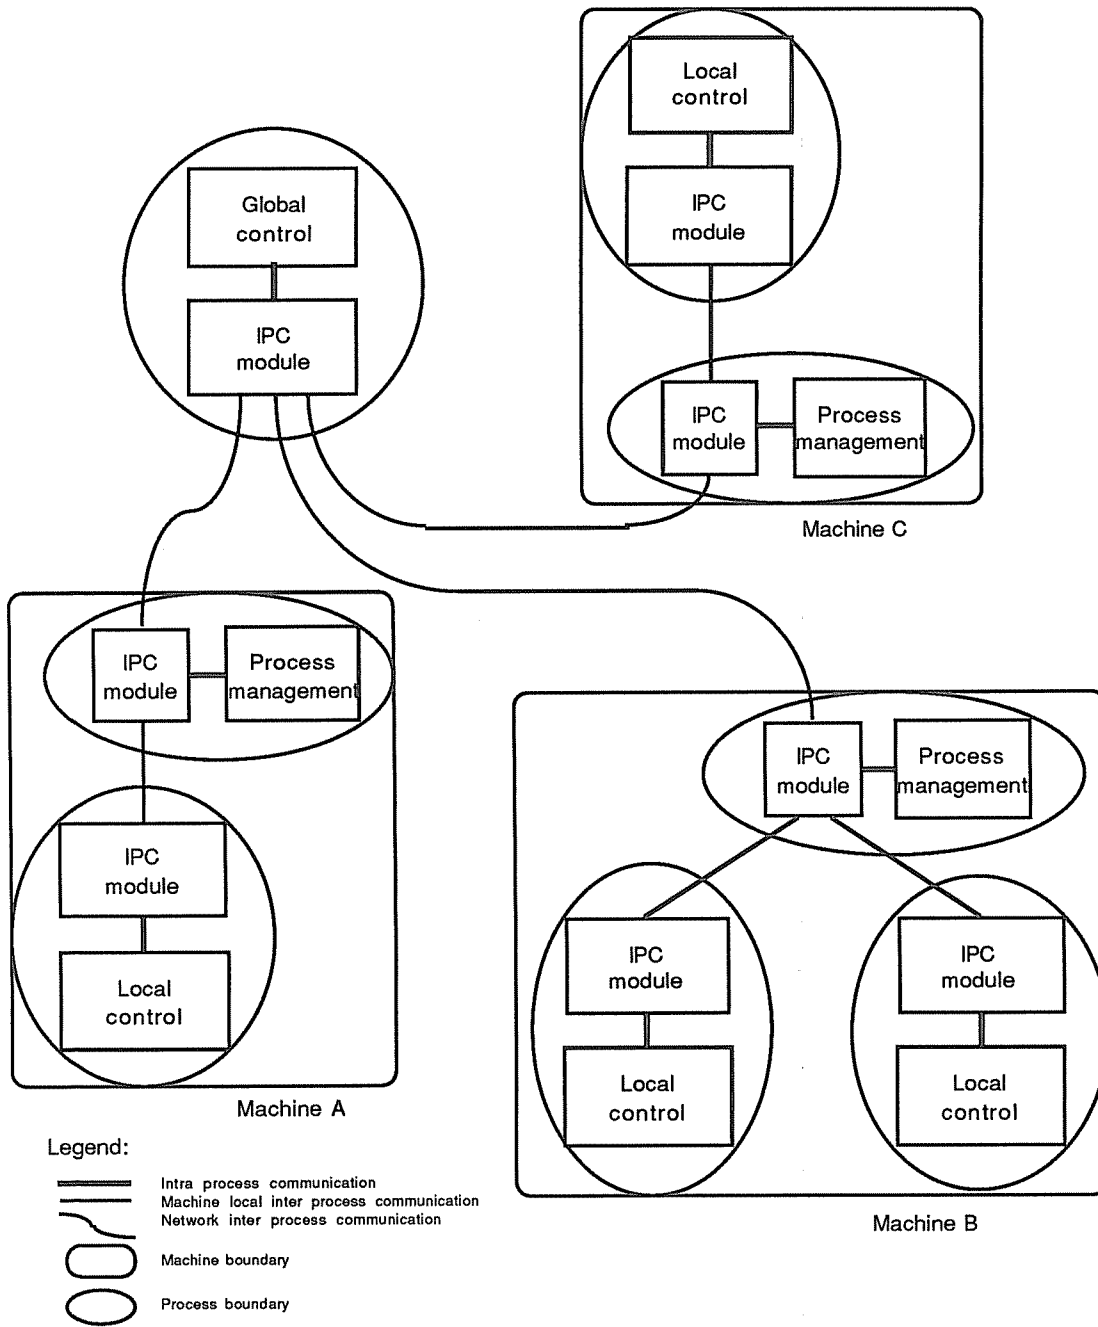 Local
control
IPC
module
Global
control
IPC
module
IPC
module
Process
management
Machine C
IPC
module
Process
management
IPC
module
Local
control
Machine A
IPC
module
Process
management
IPC
module
Local
control
IPC
module
Local
control
Machine B
Legend:
Intra process communication
Machine local inter process communication
Network inter process communication
Machine boundary
Process boundary